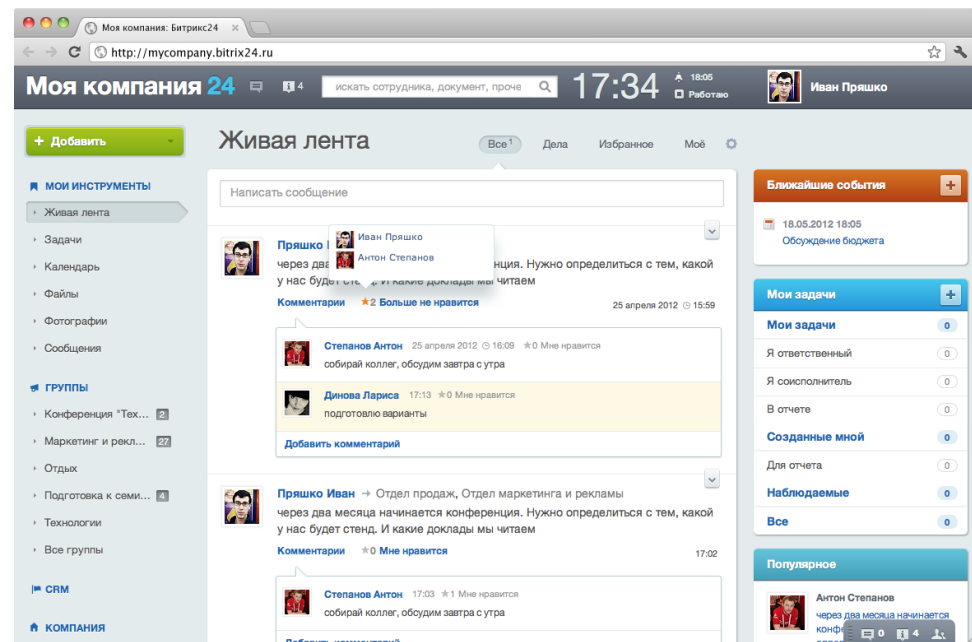 Моя компания: Битрикс24
http://mycompany.bitrix24.ru
Моя компания 24
4
искать сотрудника, документ, проче
17:34
18:05
Работаю
Иван Пряшко
+ Добавить
МОИ ИНСТРУМЕНТЫ
Живая лента
Задачи
Календарь
Файлы
Фотографии
Сообщения
ГРУППЫ
Конференция "Тех... 2
Маркетинг и рекл... 27
Отдых
Подготовка к семи... 4
Технологии
Все группы
CRM
КОМПАНИЯ
Живая лента
Все 1
Дела
Избранное
Моё
Написать сообщение
Иван Пряшко
Антон Степанов
Пряшко
через два нция. Нужно определиться с тем, какой
у нас будет стенд. И какие доклады мы читаем
Комментарии ★2 Больше не нравится
25 апреля 2012 15:59
Степанов Антон 25 апреля 2012 16:09 ★0 Мне нравится
собирай коллег, обсудим завтра с утра
Динова Лариса 17:13 ★0 Мне нравится
подготовлю варианты
Добавить комментарий
Пряшко Иван → Отдел продаж, Отдел маркетинга и рекламы
через два месяца начинается конференция. Нужно определиться с тем, какой
у нас будет стенд. И какие доклады мы читаем
Комментарии ★0 Мне нравится
17:02
Степанов Антон 17:03 ★1 Мне нравится
собирай коллег, обсудим завтра с утра
Добавить комментарий
Ближайшие события +
18.05.2012 18:05
Обсуждение бюджета
Мои задачи +
Мои задачи 0
Я ответственный 0
Я соисполнитель 0
В отчете 0
Созданные мной 0
Для отчета 0
Наблюдаемые 0
Все 0
Популярное
Антон Степанов
через два месяца начинается
конф
0 4